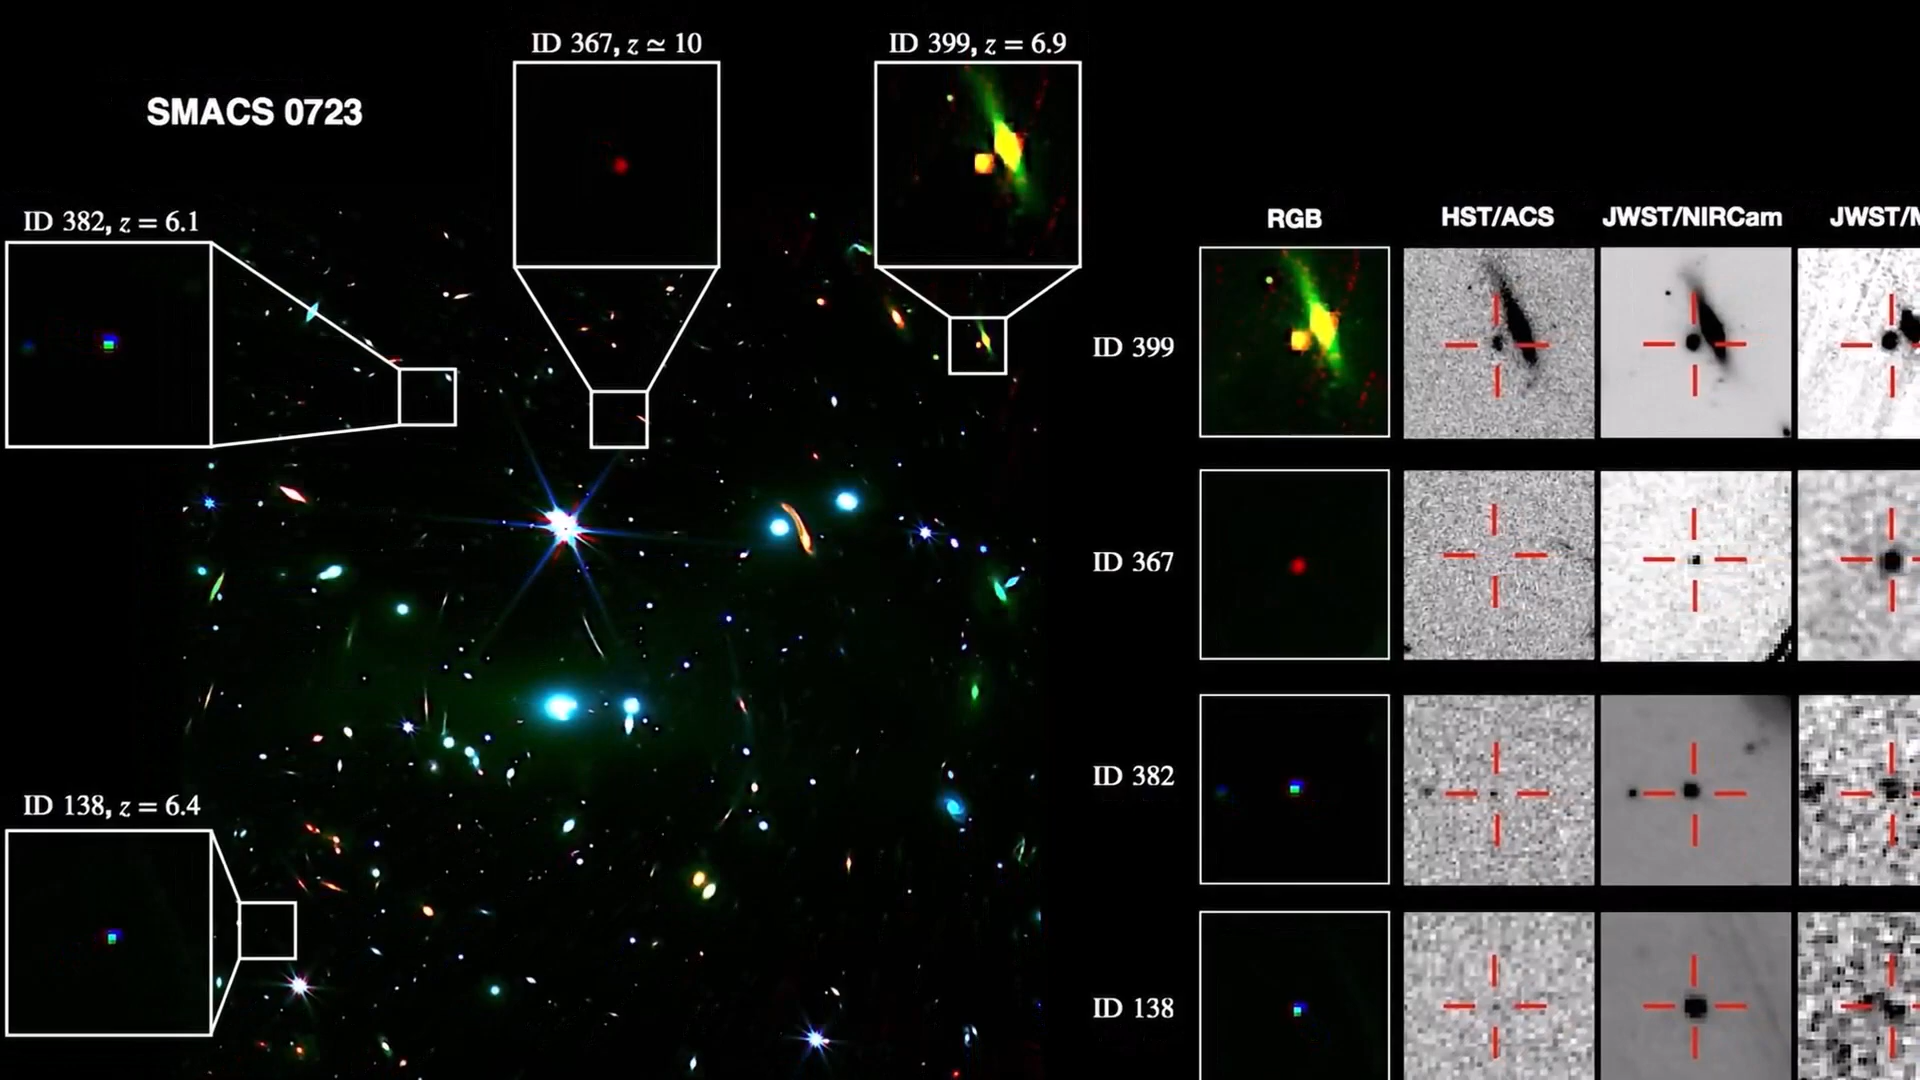 ID 367, z ≃ 10
ID 399, z = 6.9
SMACS 0723
ID 382, z = 6.1
ID 138, z = 6.4
RGB HST/ACS JWST/NIRCam JWST/M
ID 399
ID 367
ID 382
ID 138